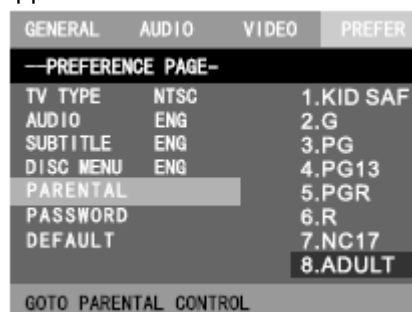 GENERAL AUDIO VIDEO PREFER
--PREFERENCE PAGE-
TV TYPE NTSC 1.KID SAF
AUDIO ENG 2.G
SUBTITLE ENG 3.PG
DISC MENU ENG 4.PG13
PARENTAL 5.PGR
PASSWORD 6.R
DEFAULT 7.NC17
8.ADULT
GOTO PARENTAL CONTROL